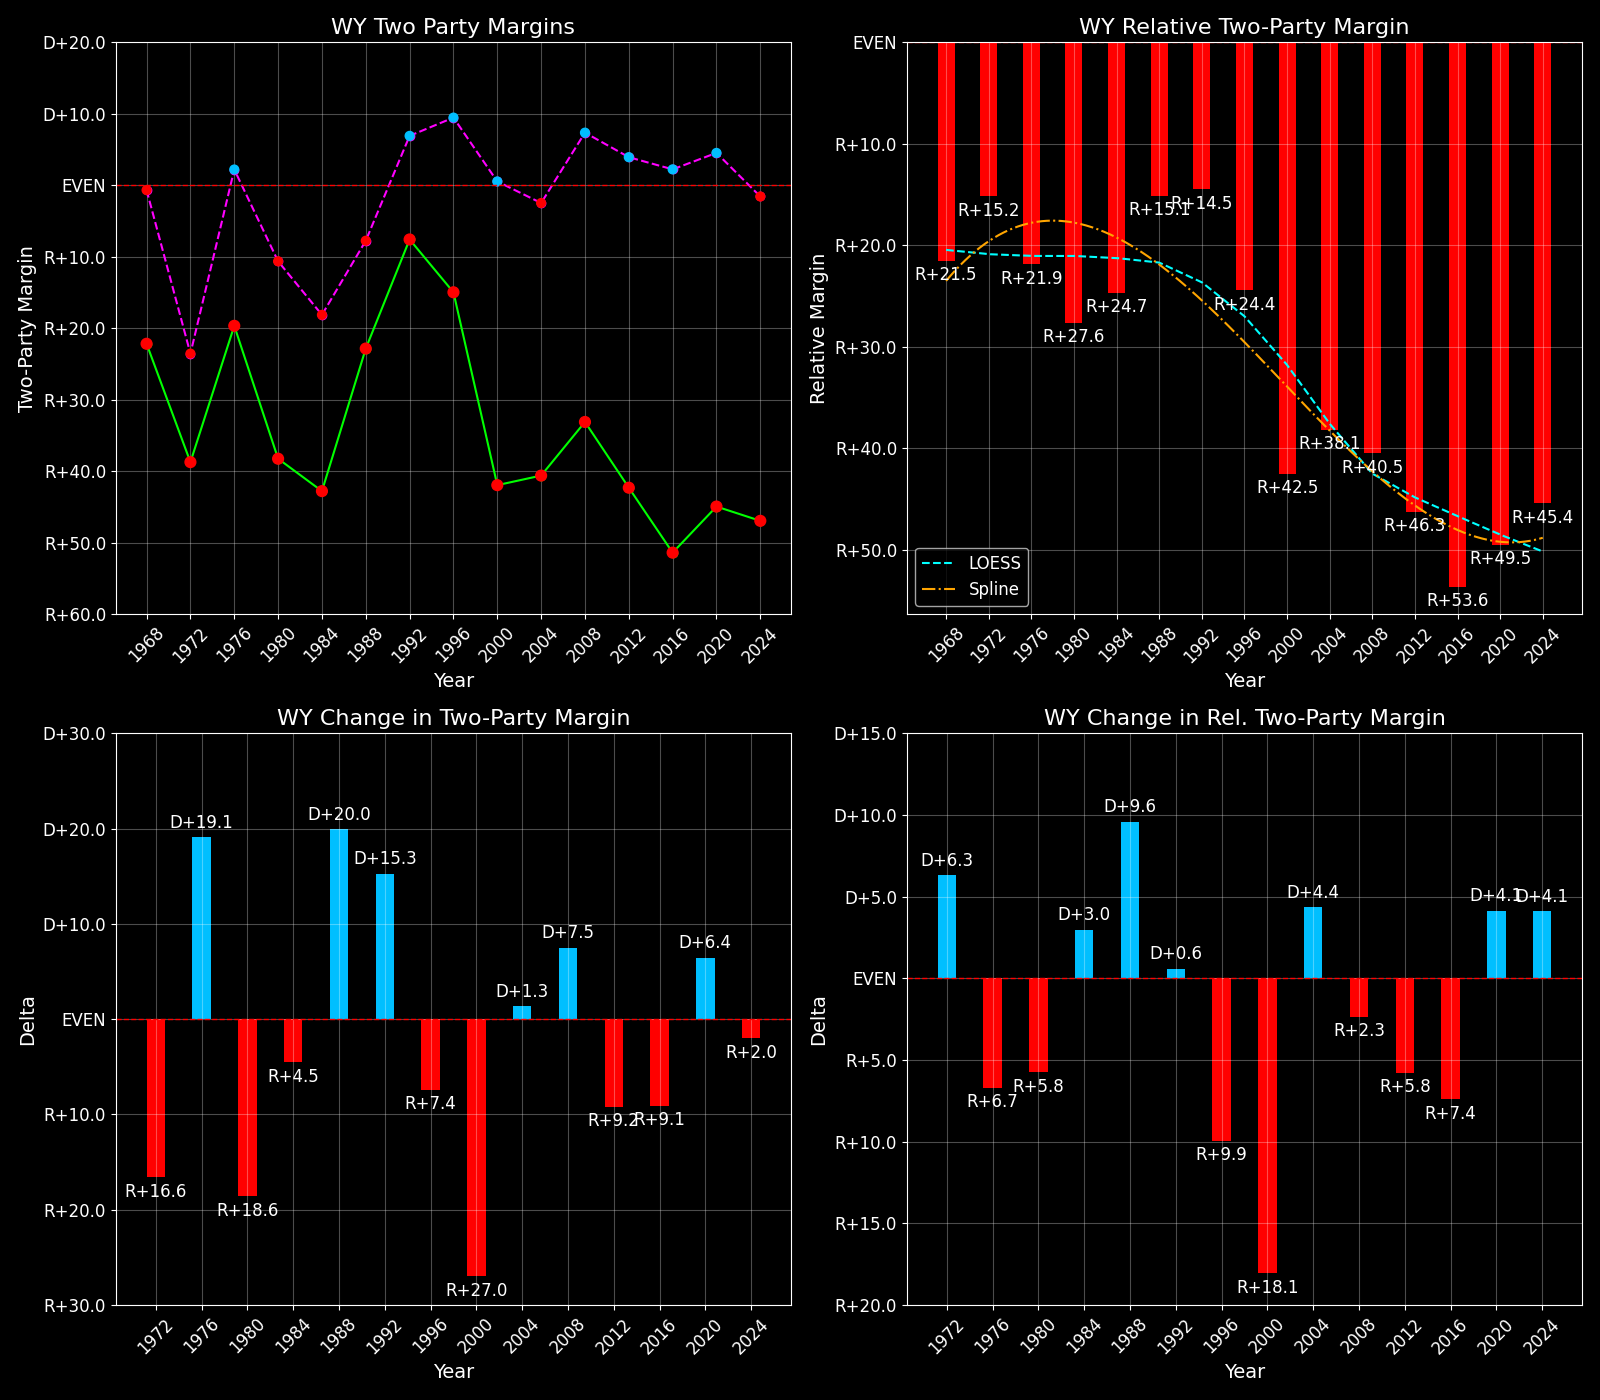 WY Two Party Margins
D+20.0
D+10.0
EVEN
R+10.0
R+20.0
R+30.0
R+40.0
R+50.0
R+60.0
Two-Party Margin
1968 1972 1976 1980 1984 1988 1992 1996 2000 2004 2008 2012 2016 2020 2024
Year
WY Relative Two-Party Margin
EVEN
R+10.0
R+20.0
R+30.0
R+40.0
R+50.0
Relative Margin
R+21.5
R+15.2
R+21.9
R+27.6
R+24.7
R+15.1
R+14.5
R+24.4
R+42.5
R+38.1
R+40.5
R+46.3
R+53.6
R+49.5
R+45.4
LOESS
Spline
1968 1972 1976 1980 1984 1988 1992 1996 2000 2004 2008 2012 2016 2020 2024
Year
WY Change in Two-Party Margin
D+30.0
D+20.0
D+10.0
EVEN
R+10.0
R+20.0
R+30.0
Delta
R+16.6
D+19.1
R+18.6
R+4.5
D+20.0
D+15.3
R+7.4
R+27.0
D+1.3
D+7.5
R+9.2
R+9.1
D+6.4
R+2.0
1972 1976 1980 1984 1988 1992 1996 2000 2004 2008 2012 2016 2020 2024
Year
WY Change in Rel. Two-Party Margin
D+15.0
D+10.0
D+5.0
EVEN
R+5.0
R+10.0
R+15.0
R+20.0
Delta
D+6.3
R+6.7
R+5.8
D+3.0
D+9.6
D+0.6
R+9.9
R+18.1
D+4.4
R+2.3
R+5.8
R+7.4
D+4.1
D+4.1
1972 1976 1980 1984 1988 1992 1996 2000 2004 2008 2012 2016 2020 2024
Year